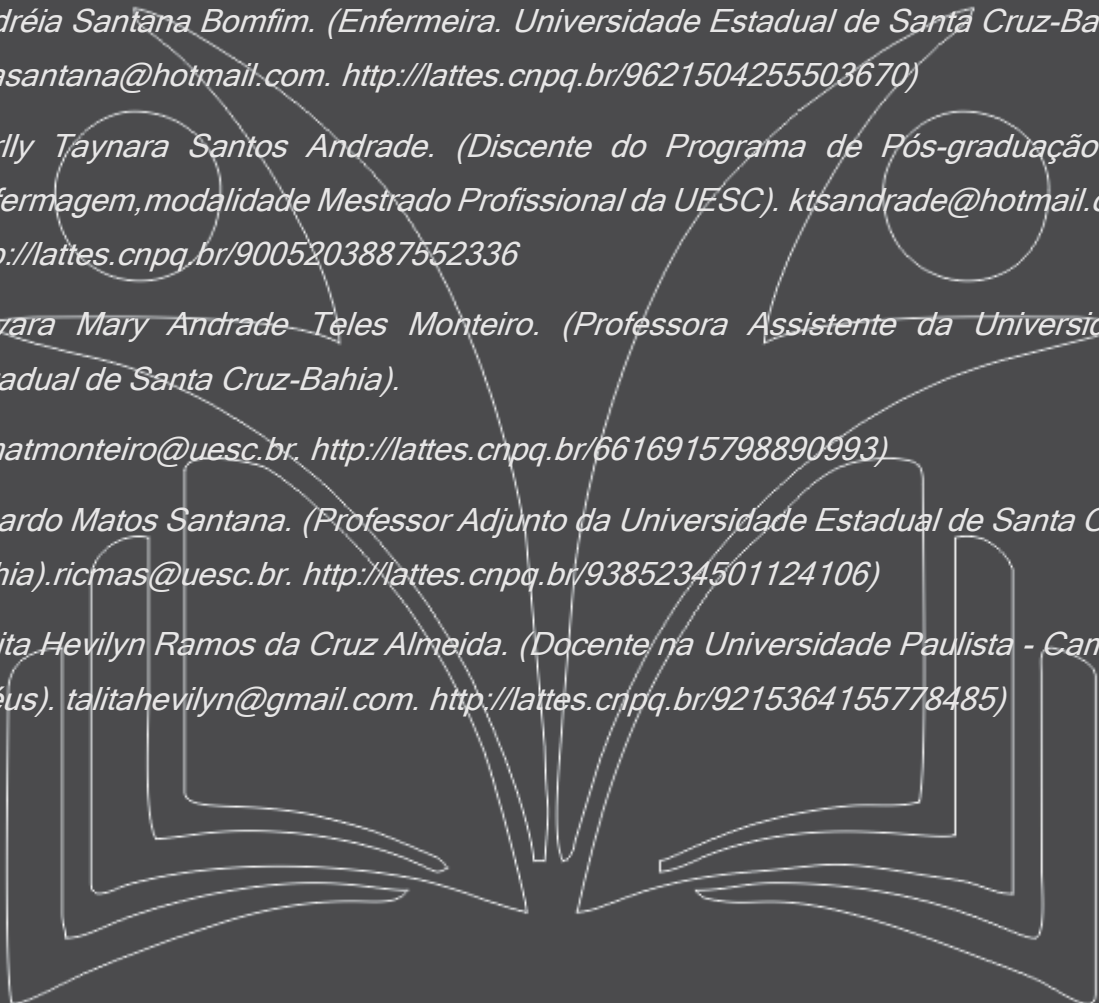 dréia Santana Bomfim. (Enfermeira. Universidade Estadual de Santa Cruz-Ba
asantana@hotmail.com. http://lattes.cnpq.br/9621504255503670)
rlly Taynara Santos Andrade. (Discente do Programa de Pós-graduação
fermagem,modalidade Mestrado Profissional da UESC). ktsandrade@hotmail.c
p://lattes.cnpq.br/9005203887552336
vara Mary Andrade Teles Monteiro. (Professora Assistente da Universid
adual de Santa Cruz-Bahia).
natmonteiro@uesc.br. http://lattes.cnpq.br/6616915798890993)
ardo Matos Santana. (Professor Adjunto da Universidade Estadual de Santa C
hia).ricmas@uesc.br. http://lattes.cnpq.br/9385234501124106)
ita Hevilyn Ramos da Cruz Almeida. (Docente na Universidade Paulista - Cam
éus). talitahevilyn@gmail.com. http://lattes.cnpq.br/9215364155778485)